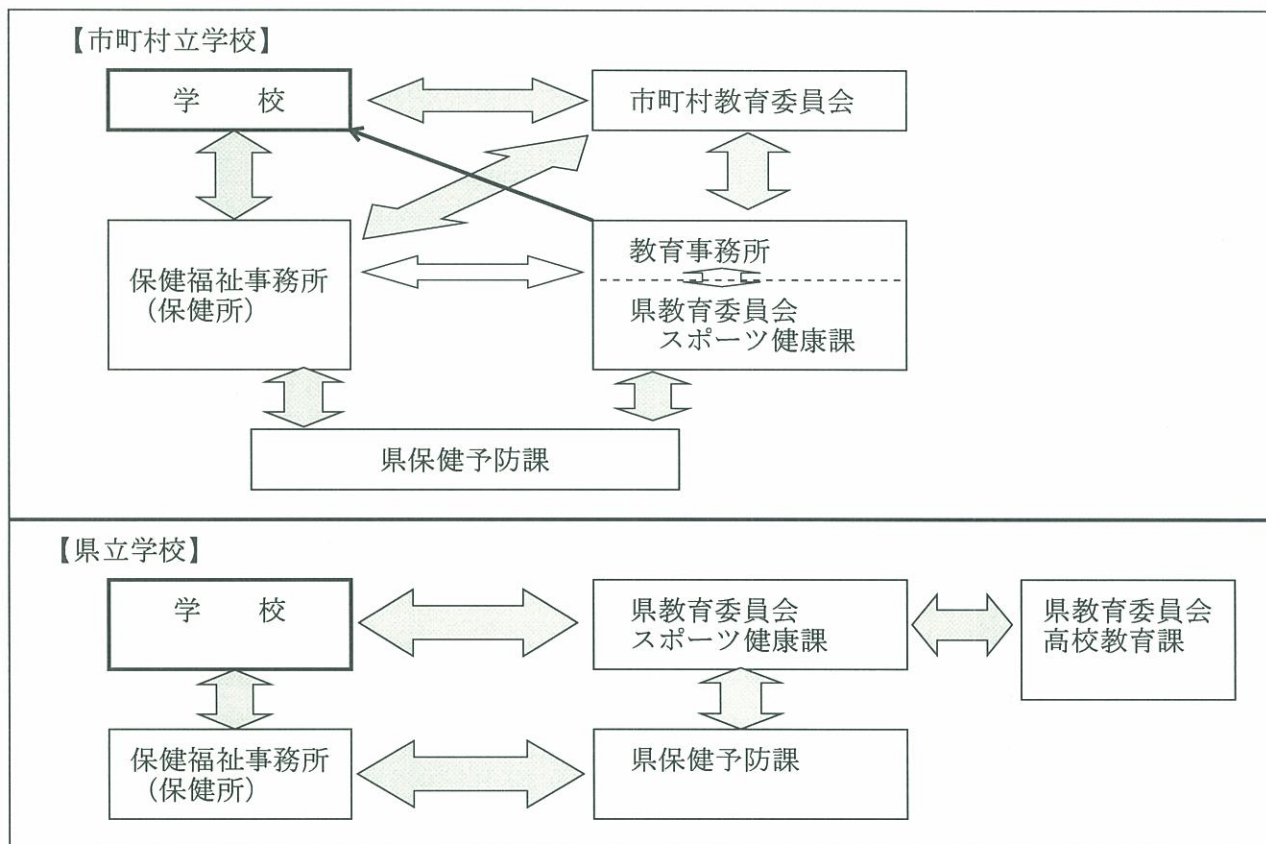 【市町村立学校】
学　　校
市町村教育委員会
保健福祉事務所
（保健所）
教育事務所
県教育委員会
スポーツ健康課
県保健予防課
【県立学校】
学　　校
県教育委員会
スポーツ健康課
県教育委員会
高校教育課
保健福祉事務所
（保健所）
県保健予防課